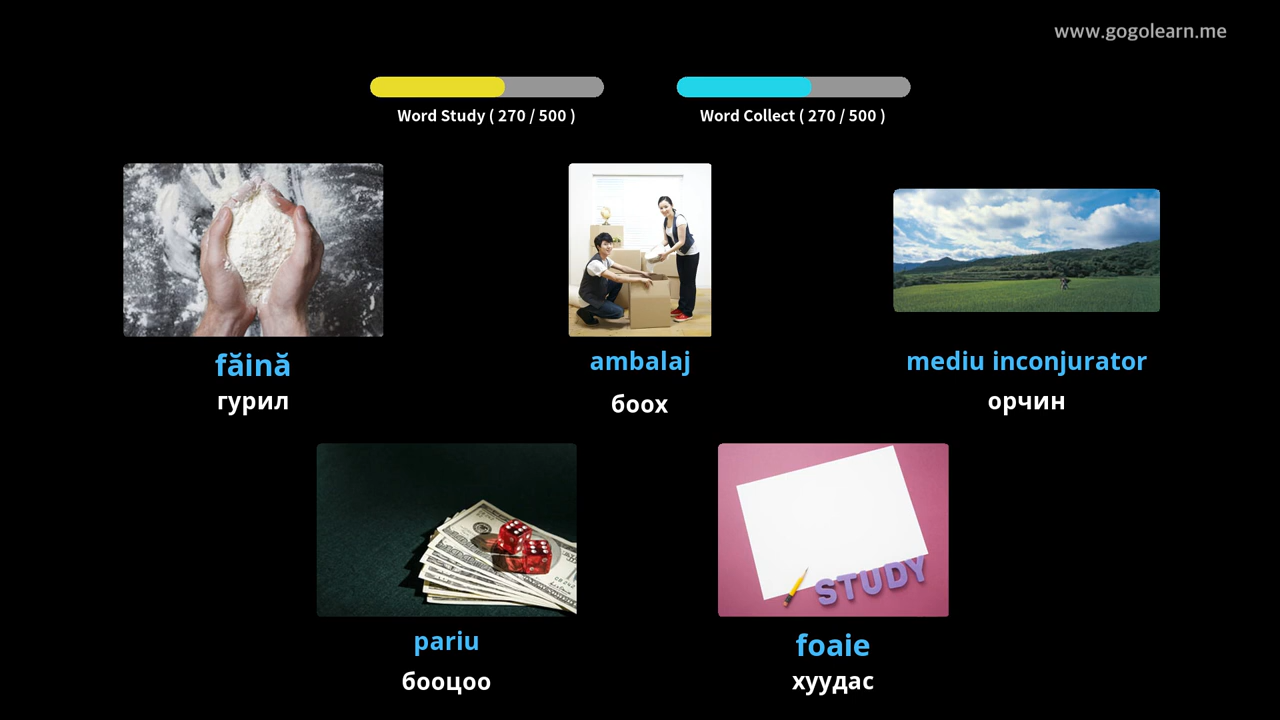 www.gogolearn.me
Word Study ( 270 / 500 )
Word Collect ( 270 / 500 )
făină
гурил
ambalaj
боох
mediu inconjurator
орчин
STUDY
pariu
бооцоо
foaie
хуудас